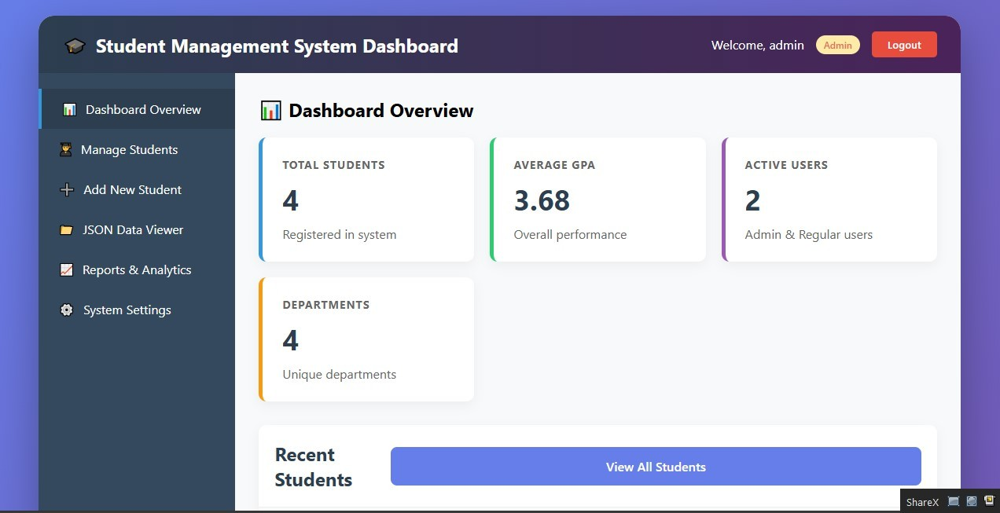 Student Management System Dashboard
Welcome, admin
Admin
Logout
Dashboard Overview
Manage Students
Add New Student
JSON Data Viewer
Reports & Analytics
System Settings
Dashboard Overview
TOTAL STUDENTS
4
Registered in system
AVERAGE GPA
3.68
Overall performance
ACTIVE USERS
2
Admin & Regular users
DEPARTMENTS
4
Unique departments
Recent
Students
View All Students
ShareX